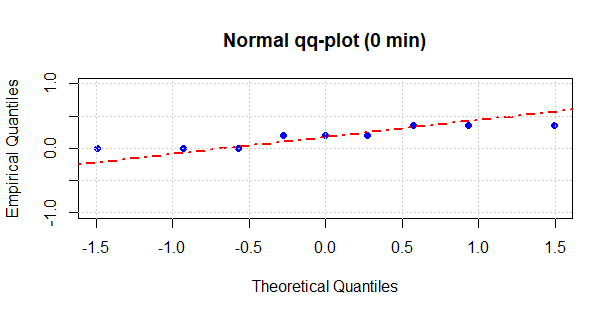 Normal qq-plot (0 min)
Empirical Quantiles
1.0
0.0
-1.0
-1.5 -1.0 -0.5 0.0 0.5 1.0 1.5
Theoretical Quantiles